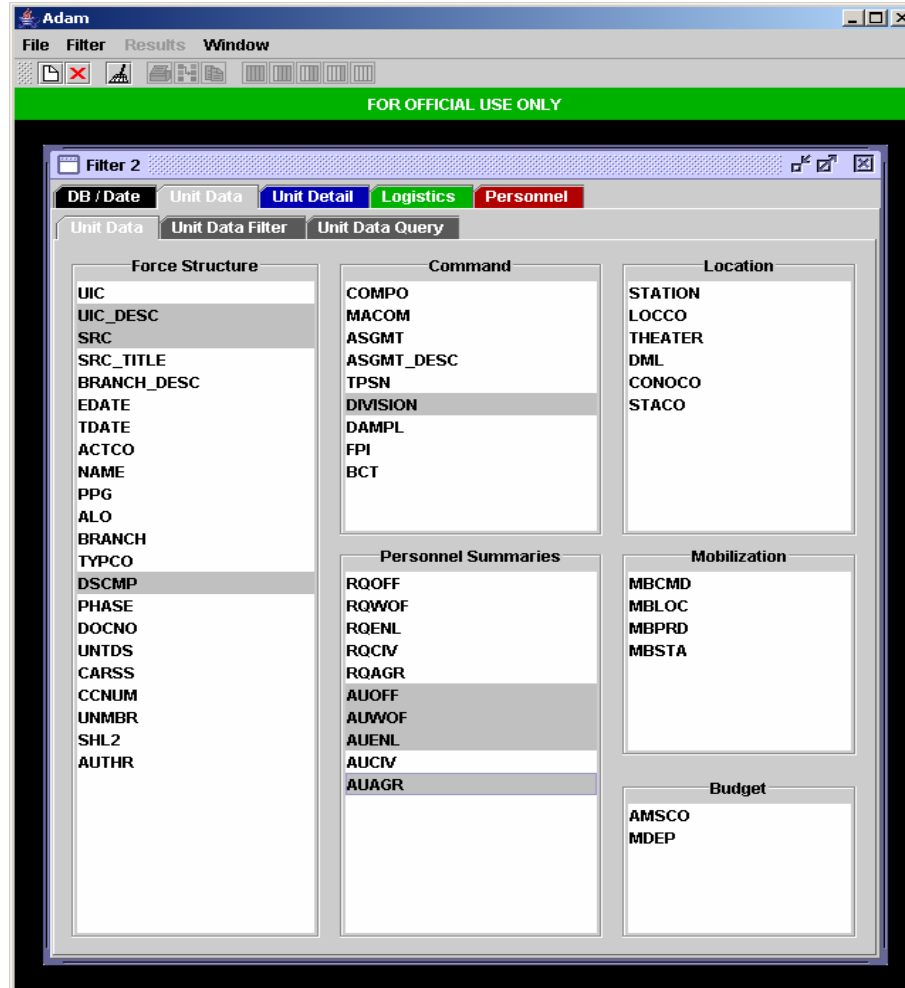 Adam
File Filter Results Window
FOR OFFICIAL USE ONLY
Filter 2
DB / Date Unit Data Unit Detail Logistics Personnel
Unit Data Unit Data Filter Unit Data Query
Force Structure
UIC
UIC_DESC
SRC
SRC_TITLE
BRANCH_DESC
EDATE
TDATE
ACTCO
NAME
PPG
ALO
BRANCH
TYPCO
DSCMP
PHASE
DOCNO
UNTDS
CARSS
CCNUM
UNMBR
SHL2
AUTHR
Command
COMPO
MACOM
ASGMT
ASGMT_DESC
TPSN
DIVISION
DAMPL
FPI
BCT
Personnel Summaries
RQOFF
RQWOF
RQENL
RQCIV
RQAGR
AUOFF
AUWOF
AUENL
AUCIV
AUAGR
Location
STATION
LOCCO
THEATER
DML
CONOCO
STACO
Mobilization
MBCMD
MBLOC
MBPRD
MBSTA
Budget
AMSCO
MDEP